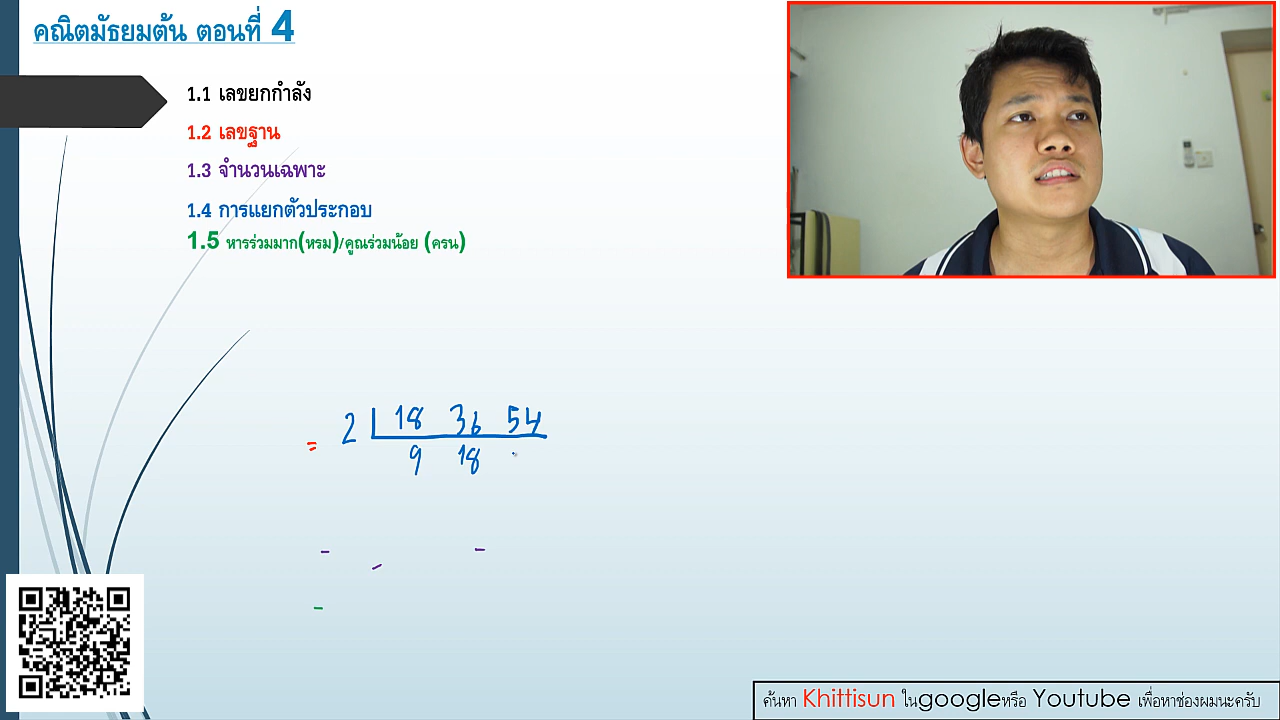 คณิตมัธยมต้น ตอนที่ 4
1.1 เลขยกกำลัง
1.2 เลขฐาน
1.3 จำนวนเฉพาะ
1.4 การแยกตัวประกอบ
1.5 หารร่วมมาก(หรม)/คูณร่วมน้อย (ครน)
= 2 18 36 54
9 18
ค้นหา Khittisun ในgoogleหรือ Youtube เพื่อหาช่องผมนะครับ